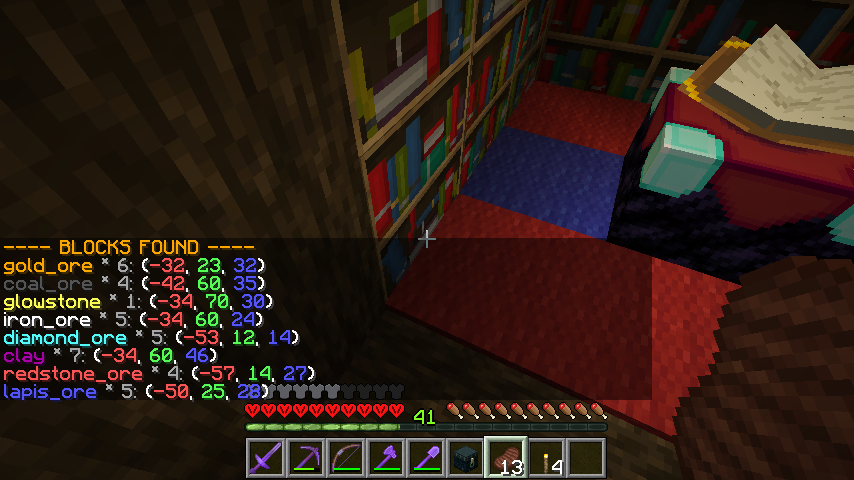 ---- BLOCKS FOUND ----
gold_ore * 6: (-32, 23, 32)
coal_ore * 4: (-42, 60, 35)
glowstone * 1: (-34, 70, 30)
iron_ore * 5: (-34, 60, 24)
diamond_ore * 5: (-53, 12, 14)
clay * 7: (-34, 60, 46)
redstone_ore * 4: (-57, 14, 27)
lapis_ore * 5: (-50, 25, 28)
41
13
4